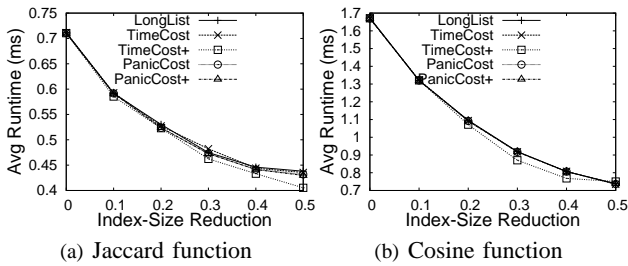 Avg Runtime (ms)
0.75
0.7
0.65
0.6
0.55
0.5
0.45
0.4
LongList
TimeCost
TimeCost+
PanicCost
PanicCost+
0 0.1 0.2 0.3 0.4 0.5
Index-Size Reduction
(a) Jaccard function
Avg Runtime (ms)
1.7
1.6
1.5
1.4
1.3
1.2
1.1
1
0.9
0.8
0.7
LongList
TimeCost
TimeCost+
PanicCost
PanicCost+
0 0.1 0.2 0.3 0.4 0.5
Index-Size Reduction
(b) Cosine function